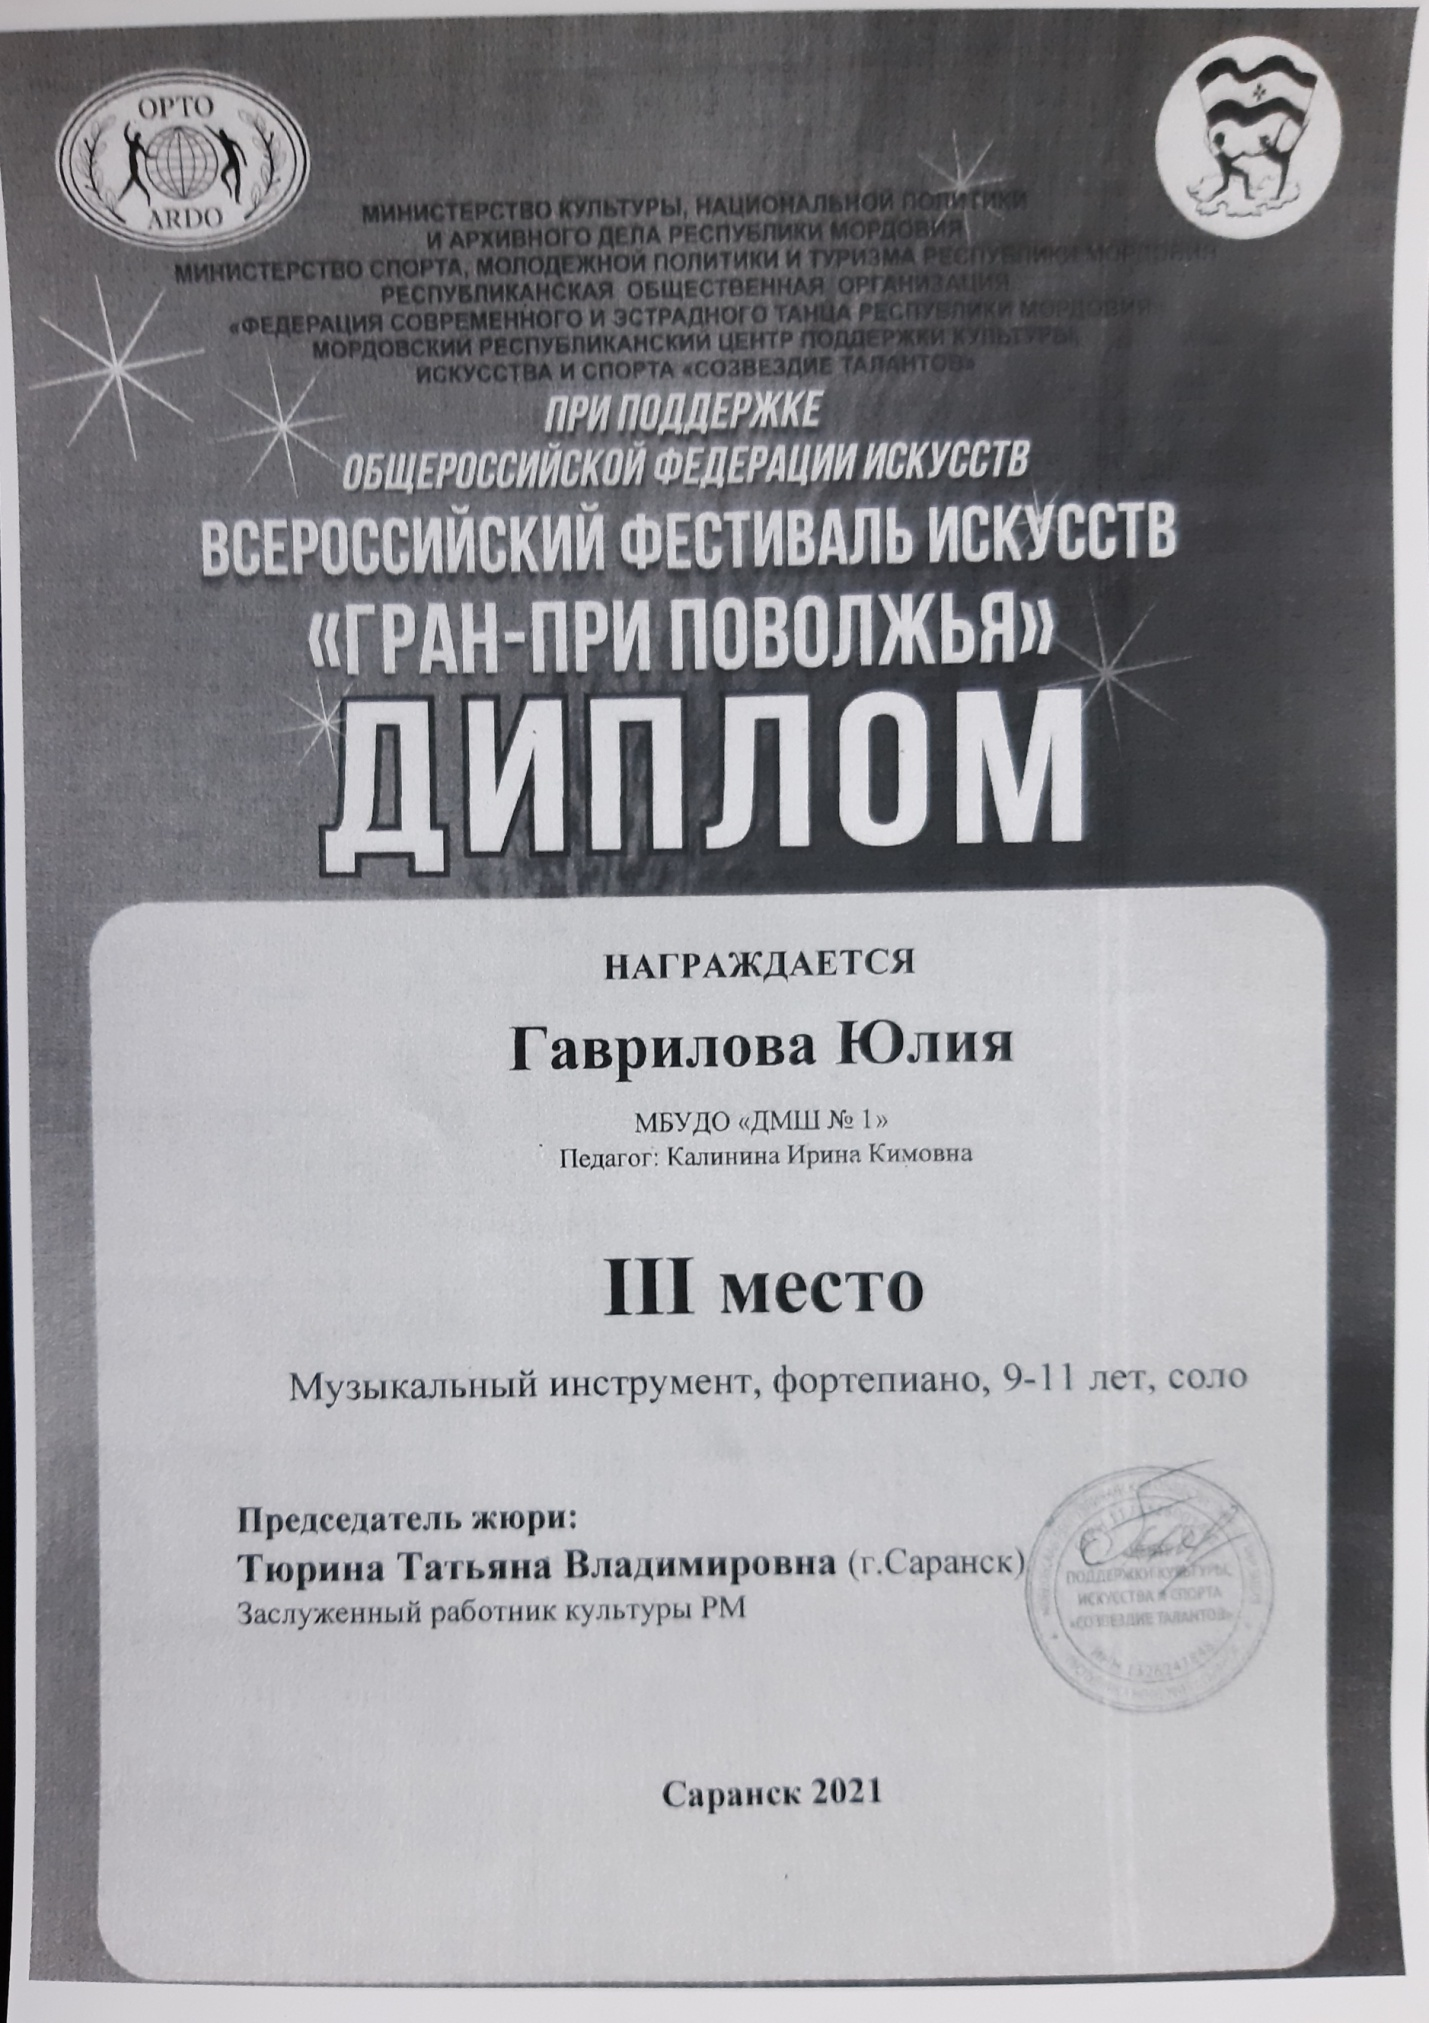 ОРТО
ARDO
МИНИСТЕРСТВО КУЛЬТУРЫ, НАЦИОНАЛЬНОЙ ПОЛИТИКИ
И АРХИВНОГО ДЕЛА РЕСПУБЛИКИ МОРДОВИЯ
МИНИСТЕРСТВО СПОРТА, МОЛОДЕЖНОЙ ПОЛИТИКИ И ТУРИЗМА РЕСПУБЛИКИ МОРДОВИЯ
РЕСПУБЛИКАНСКАЯ ОБЩЕСТВЕННАЯ ОРГАНИЗАЦИЯ
«ФЕДЕРАЦИЯ СОВРЕМЕННОГО И ЭСТРАДНОГО ТАНЦА РЕСПУБЛИКИ МОРДОВИЯ»
МОРДОВСКИЙ РЕСПУБЛИКАНСКИЙ ЦЕНТР ПОДДЕРЖКИ КУЛЬТУРЫ,
ИСКУССТВА И СПОРТА «СОЗВЕЗДИЕ ТАЛАНТОВ»
ПРИ ПОДДЕРЖКЕ
ОБЩЕРОССИЙСКОЙ ФЕДЕРАЦИИ ИСКУССТВ
ВСЕРОССИЙСКИЙ ФЕСТИВАЛЬ ИСКУССТВ
«ГРАН-ПРИ ПОВОЛЖЬЯ»
ДИПЛОМ
НАГРАЖДАЕТСЯ
Гаврилова Юлия
МБУДО «ДМШ № 1»
Педагог: Калинина Ирина Кимовна
III место
Музыкальный инструмент, фортепиано, 9-11 лет, соло
Председатель жюри:
Тюрина Татьяна Владимировна (г.Саранск)
Заслуженный работник культуры РМ
ПОДДЕРЖКИ КУЛЬТУРЫ,
ИСКУССТВА И СПОРТА
«СОЗВЕЗДИЕ ТАЛАНТОВ»
Саранск 2021